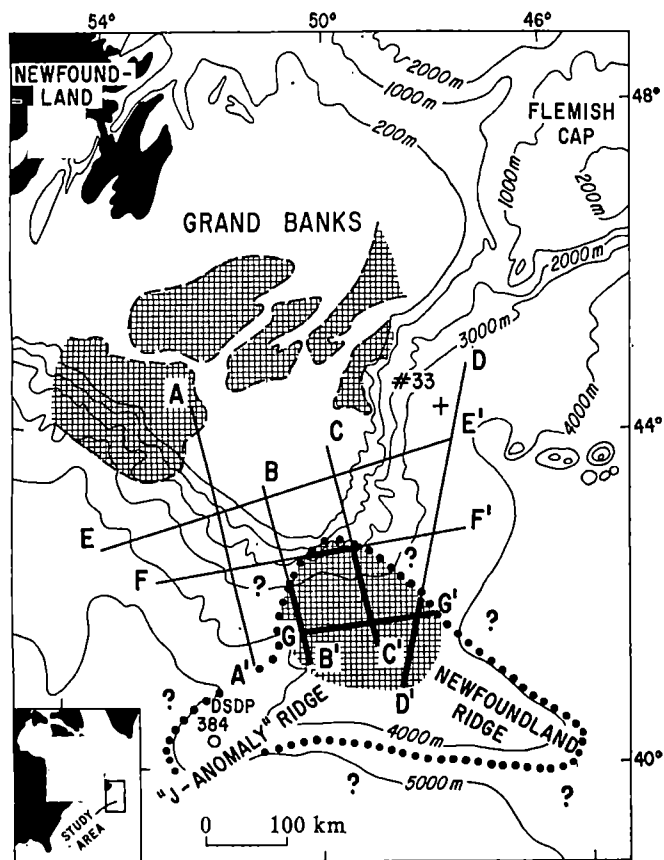 54°
50°
46°
NEWFOUND-
LAND
2000m
1000m
200m
FLEMISH
CAP
48°
1000m
200m
GRAND BANKS
2000m
3000m
D
#33
4000m
A
C
E'
44°
B
E
F'
F
?
?
G'
G
?
B'
C'
A'
D'
?
DSDP
384
"J-ANOMALY" RIDGE
NEWFOUNDLAND
RIDGE
4000m
40°
5000m
?
?
STUDY
AREA
0 100 km